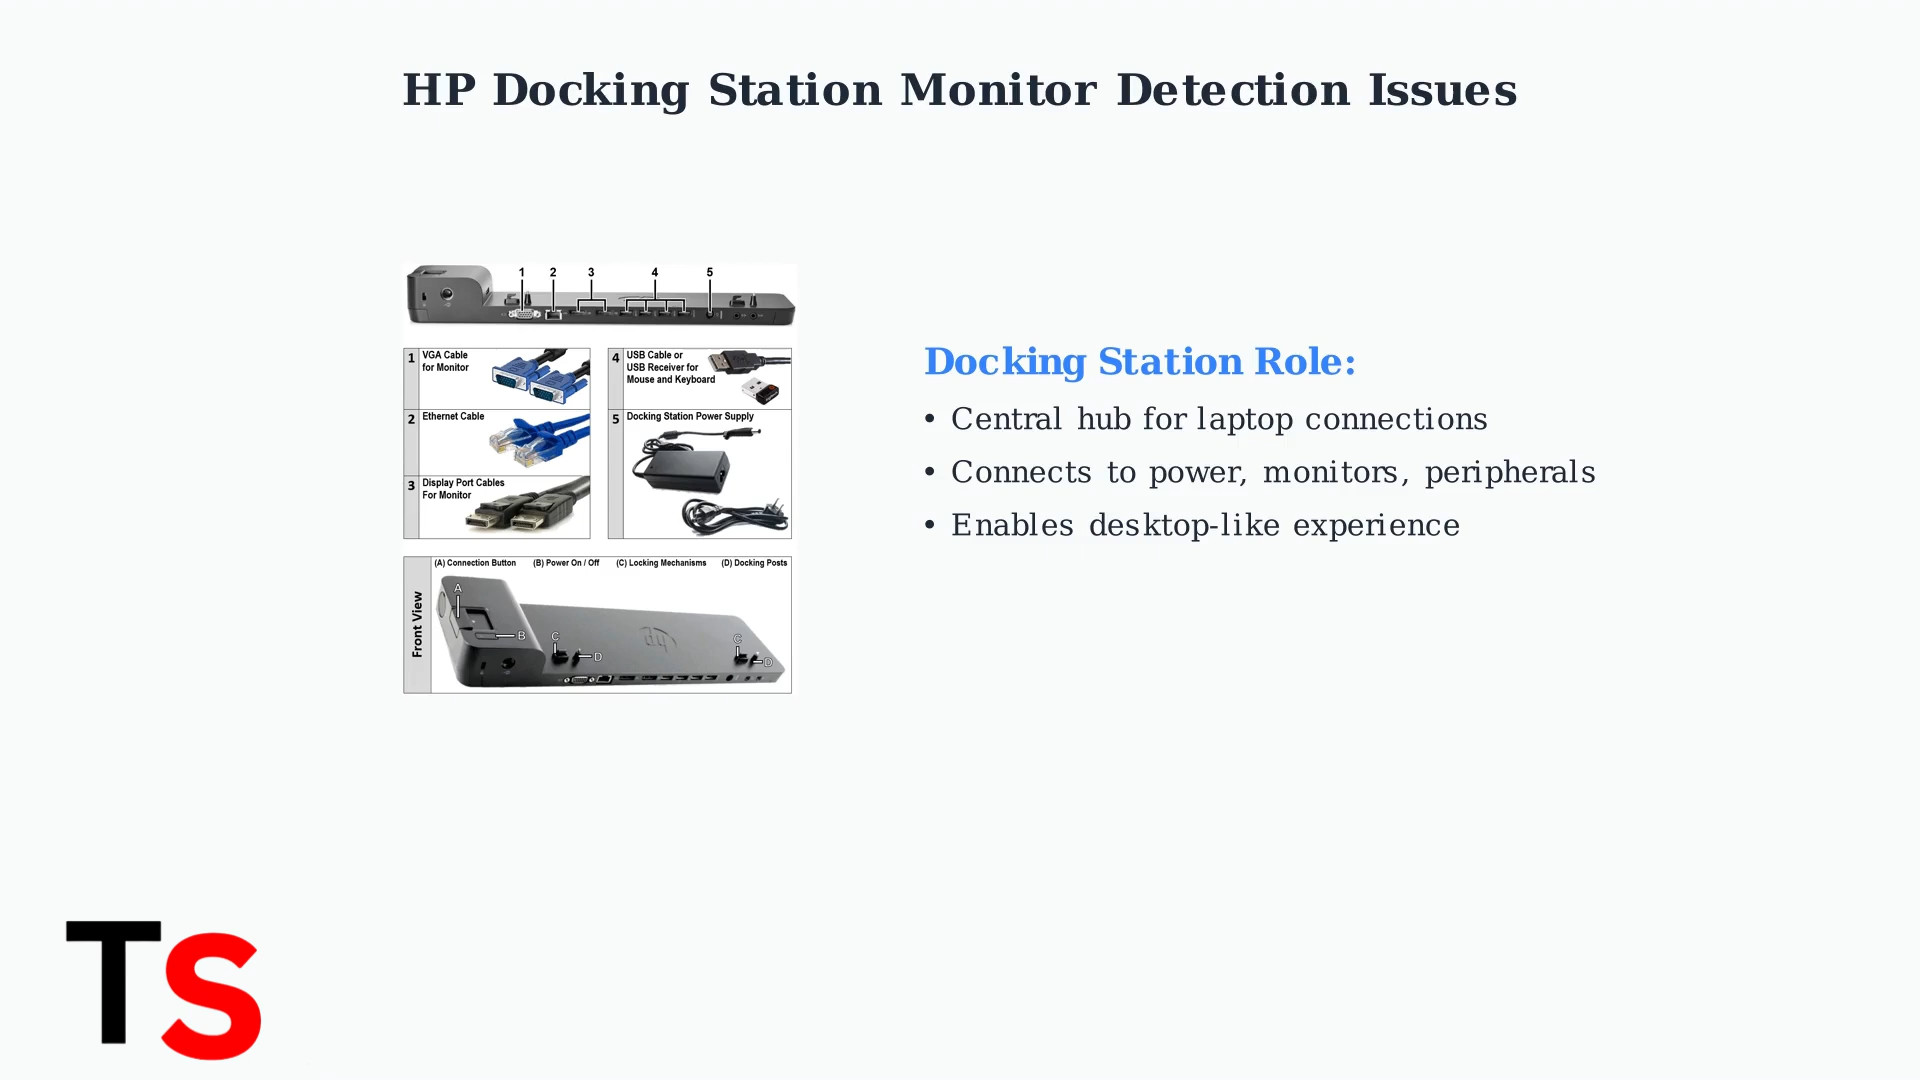 HP Docking Station Monitor Detection Issues
1 2 3 4 5
1 VGA Cable
for Monitor
2 Ethernet Cable
3 Display Port Cables
For Monitor
4 USB Cable or
USB Receiver for
Mouse and Keyboard
5 Docking Station Power Supply
(A) Connection Button (B) Power On / Off (C) Locking Mechanisms (D) Docking Posts
Front View
A
B
C
D
C
D
hp
Docking Station Role:
• Central hub for laptop connections
• Connects to power, monitors, peripherals
• Enables desktop-like experience
TS